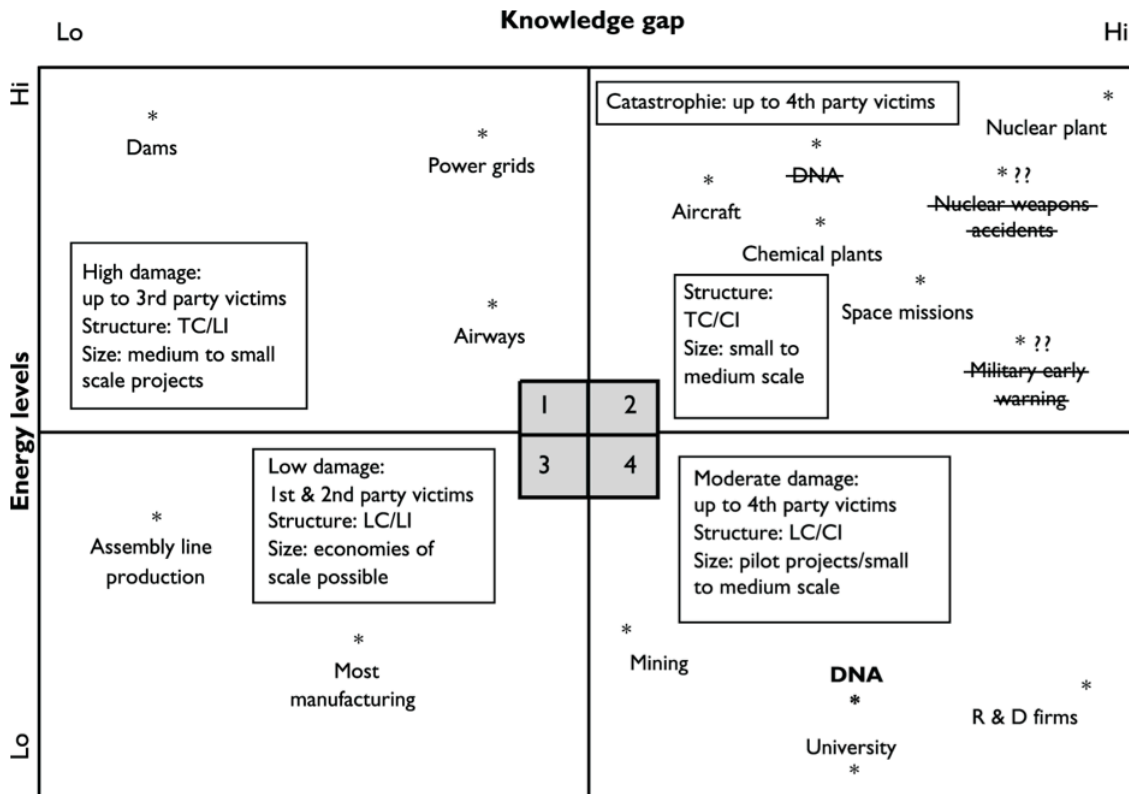 Knowledge gap
Lo
Hi
Energy levels
Hi
Lo
*
Dams
*
Power grids
High damage:
up to 3rd party victims
Structure: TC/LI
Size: medium to small
scale projects
*
Airways
Catastrophie: up to 4th party victims
*
Nuclear plant
*
DNA
*
Aircraft
* ??
Nuclear weapons
accidents
*
Chemical plants
Structure:
TC/CI
Size: small to
medium scale
*
Space missions
* ??
Military early
warning
1
2
3
4
Low damage:
1st & 2nd party victims
Structure: LC/LI
Size: economies of
scale possible
*
Assembly line
production
*
Most
manufacturing
Moderate damage:
up to 4th party victims
Structure: LC/CI
Size: pilot projects/small
to medium scale
*
Mining
DNA
*
*
R & D firms
University
*